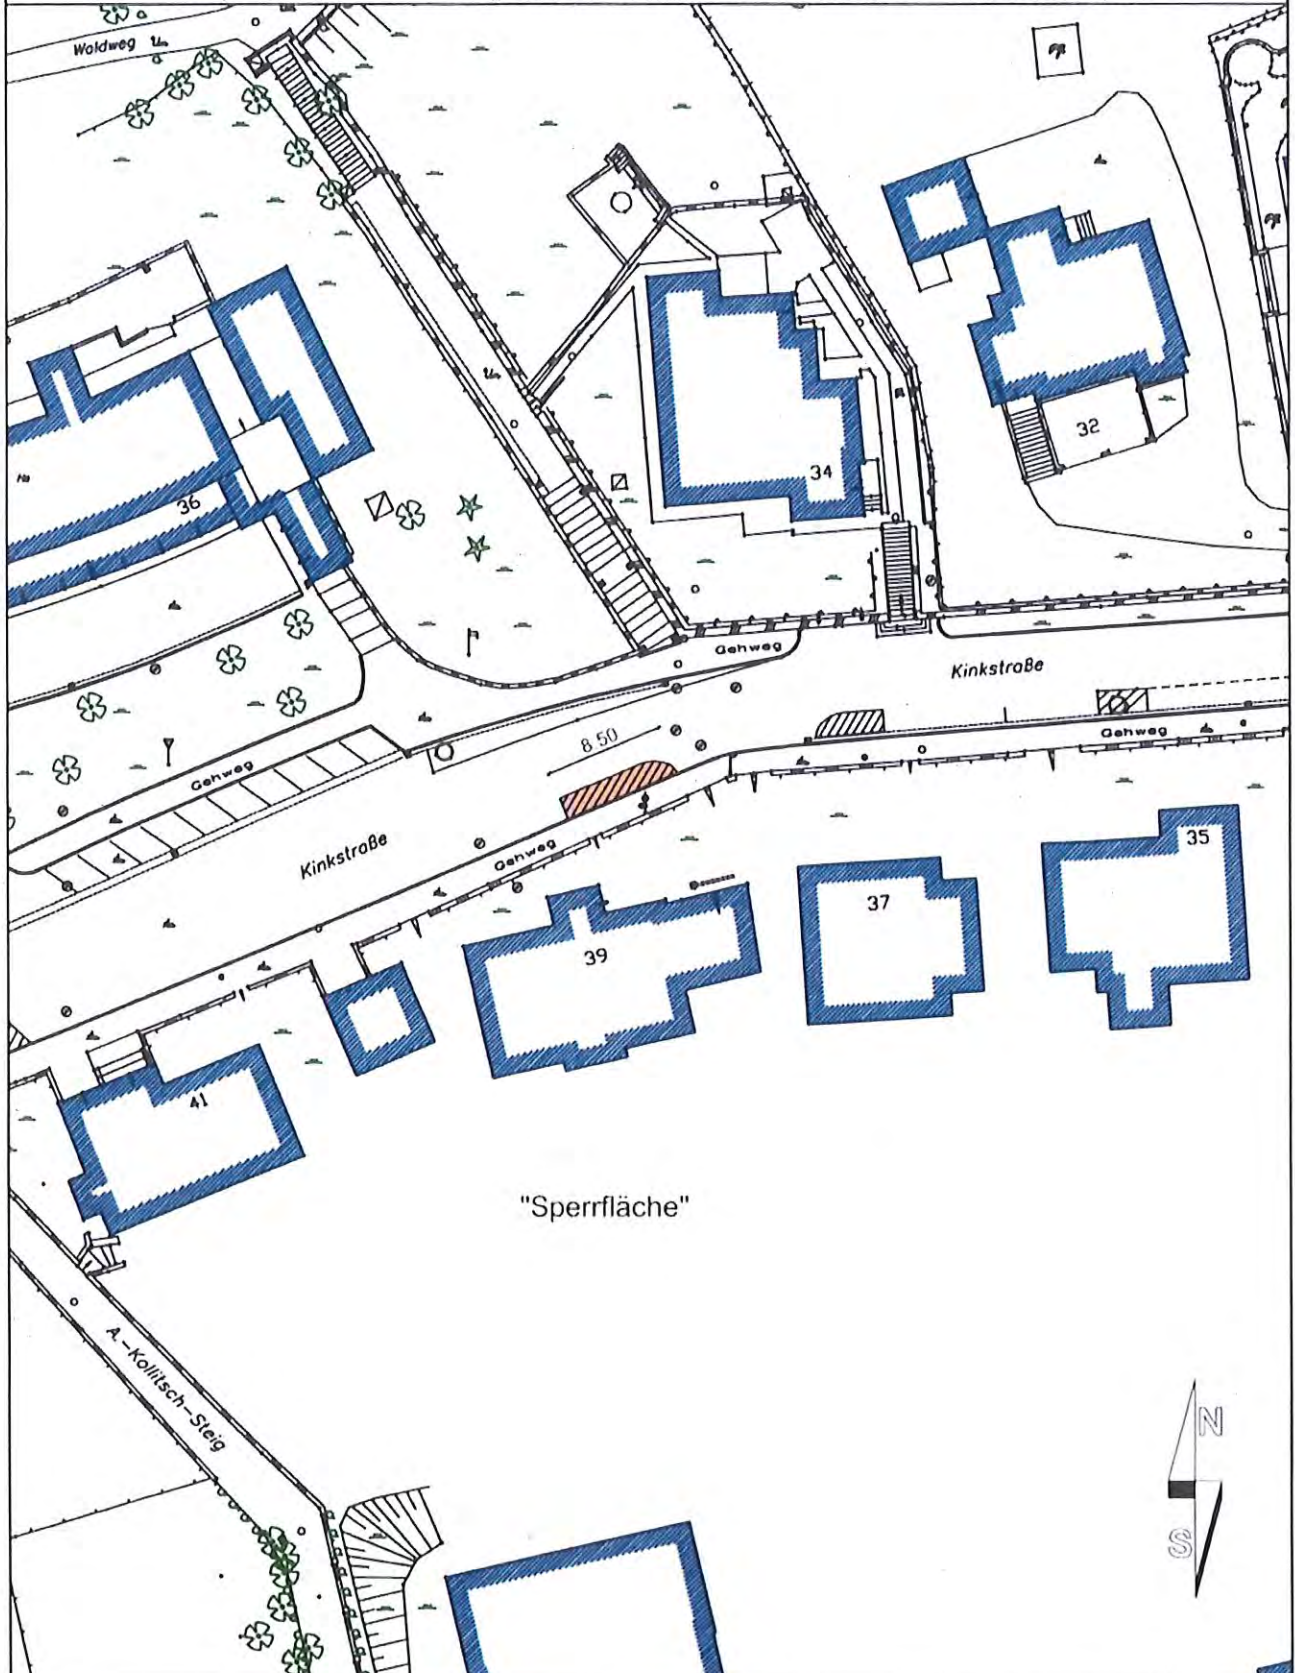 Waldweg
36
34
32
Gehweg
Kinkstraße
Gehweg
8.50
Gehweg
Kinkstraße
Gehweg
35
37
39
41
"Sperrfläche"
A.-Kollitsch-Steig
N
S